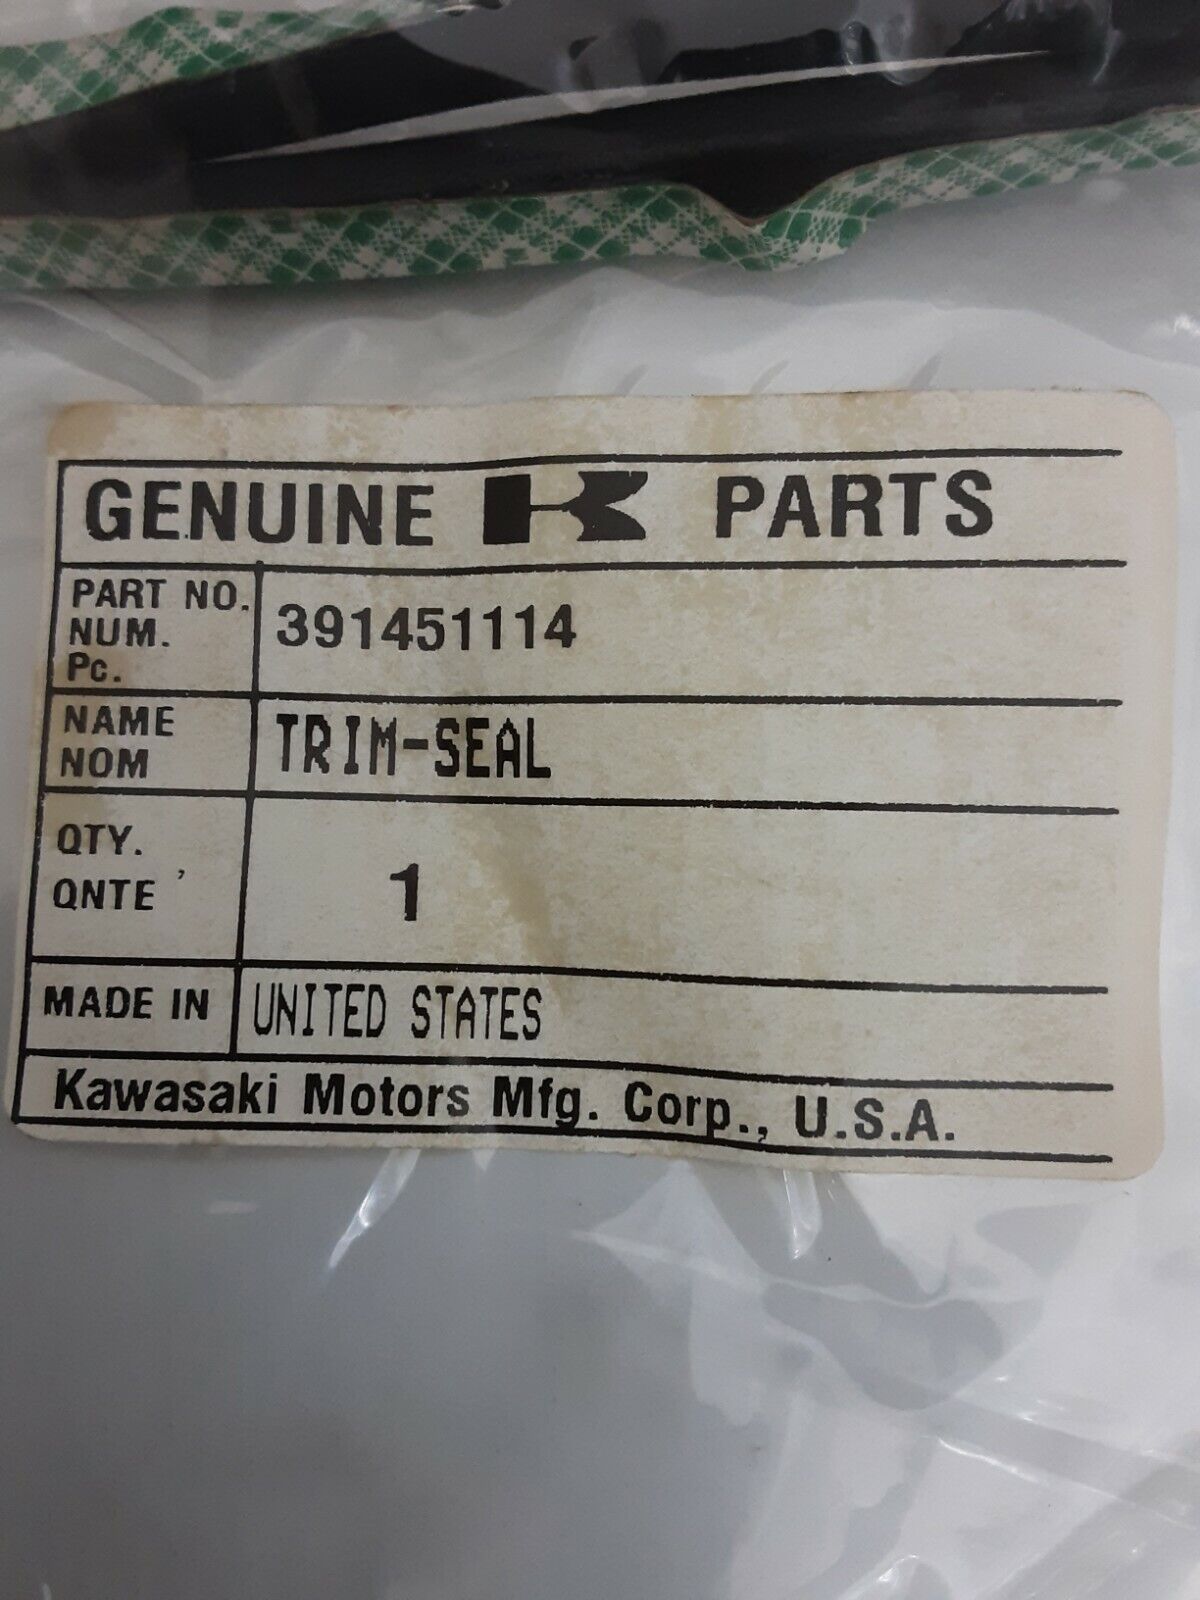 GENUINE K PARTS
PART NO. 391451114
NUM.
Pc.
NAME TRIM-SEAL
NOM
QTY. 1
QNTE '
MADE IN UNITED STATES
Kawasaki Motors Mfg. Corp., U.S.A.